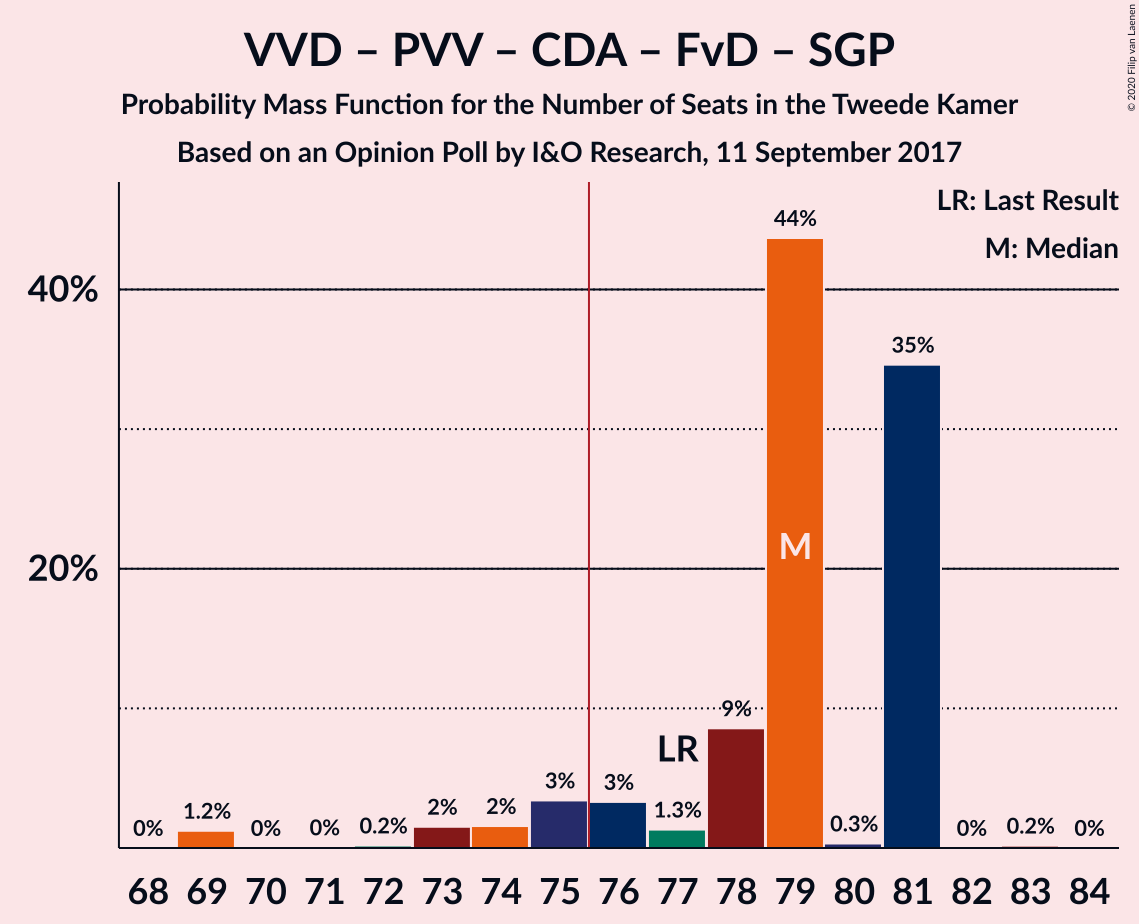 VVD – PVV – CDA – FvD – SGP
Probability Mass Function for the Number of Seats in the Tweede Kamer
Based on an Opinion Poll by I&O Research, 11 September 2017
© 2020 Filip van Laenen
LR: Last Result
M: Median
40%
20%
0%
1.2%
0%
0%
0.2%
2%
2%
3%
3%
1.3%
LR
9%
44%
M
0.3%
35%
0%
0.2%
0%
68 69 70 71 72 73 74 75 76 77 78 79 80 81 82 83 84